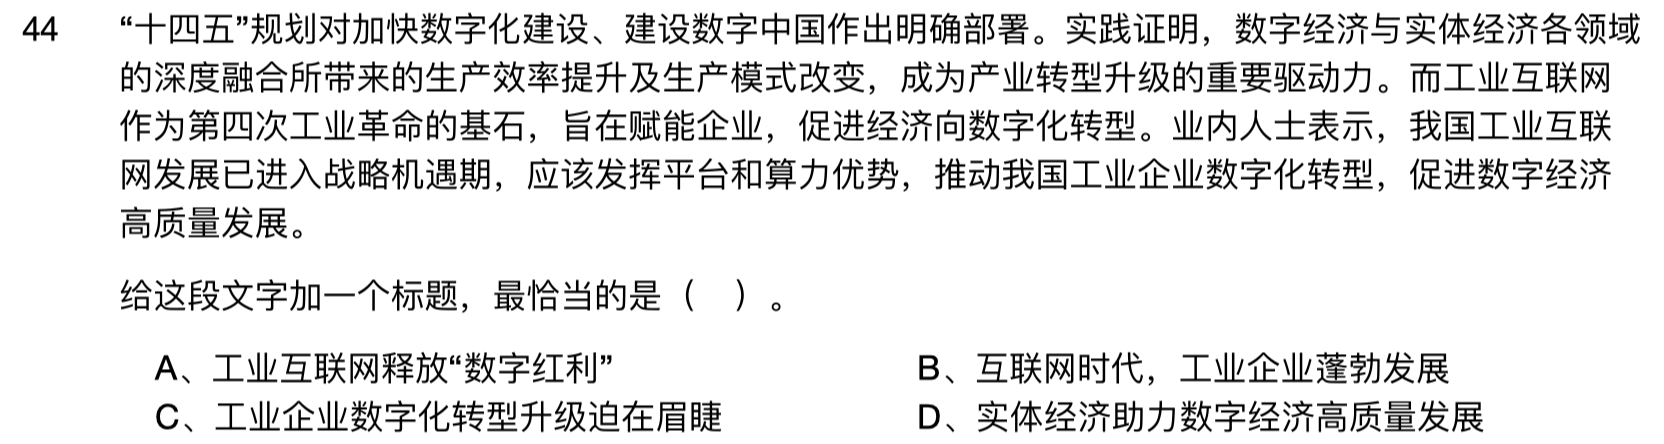 44 “十四五”规划对加快数字化建设、建设数字中国作出明确部署。实践证明，数字经济与实体经济各领域
的深度融合所带来的生产效率提升及生产模式改变，成为产业转型升级的重要驱动力。而工业互联网
作为第四次工业革命的基石，旨在赋能企业，促进经济向数字化转型。业内人士表示，我国工业互联
网发展已进入战略机遇期，应该发挥平台和算力优势，推动我国工业企业数字化转型，促进数字经济
高质量发展。
给这段文字加一个标题，最恰当的是（　）。
A、工业互联网释放“数字红利” B、互联网时代，工业企业蓬勃发展
C、工业企业数字化转型升级迫在眉睫 D、实体经济助力数字经济高质量发展